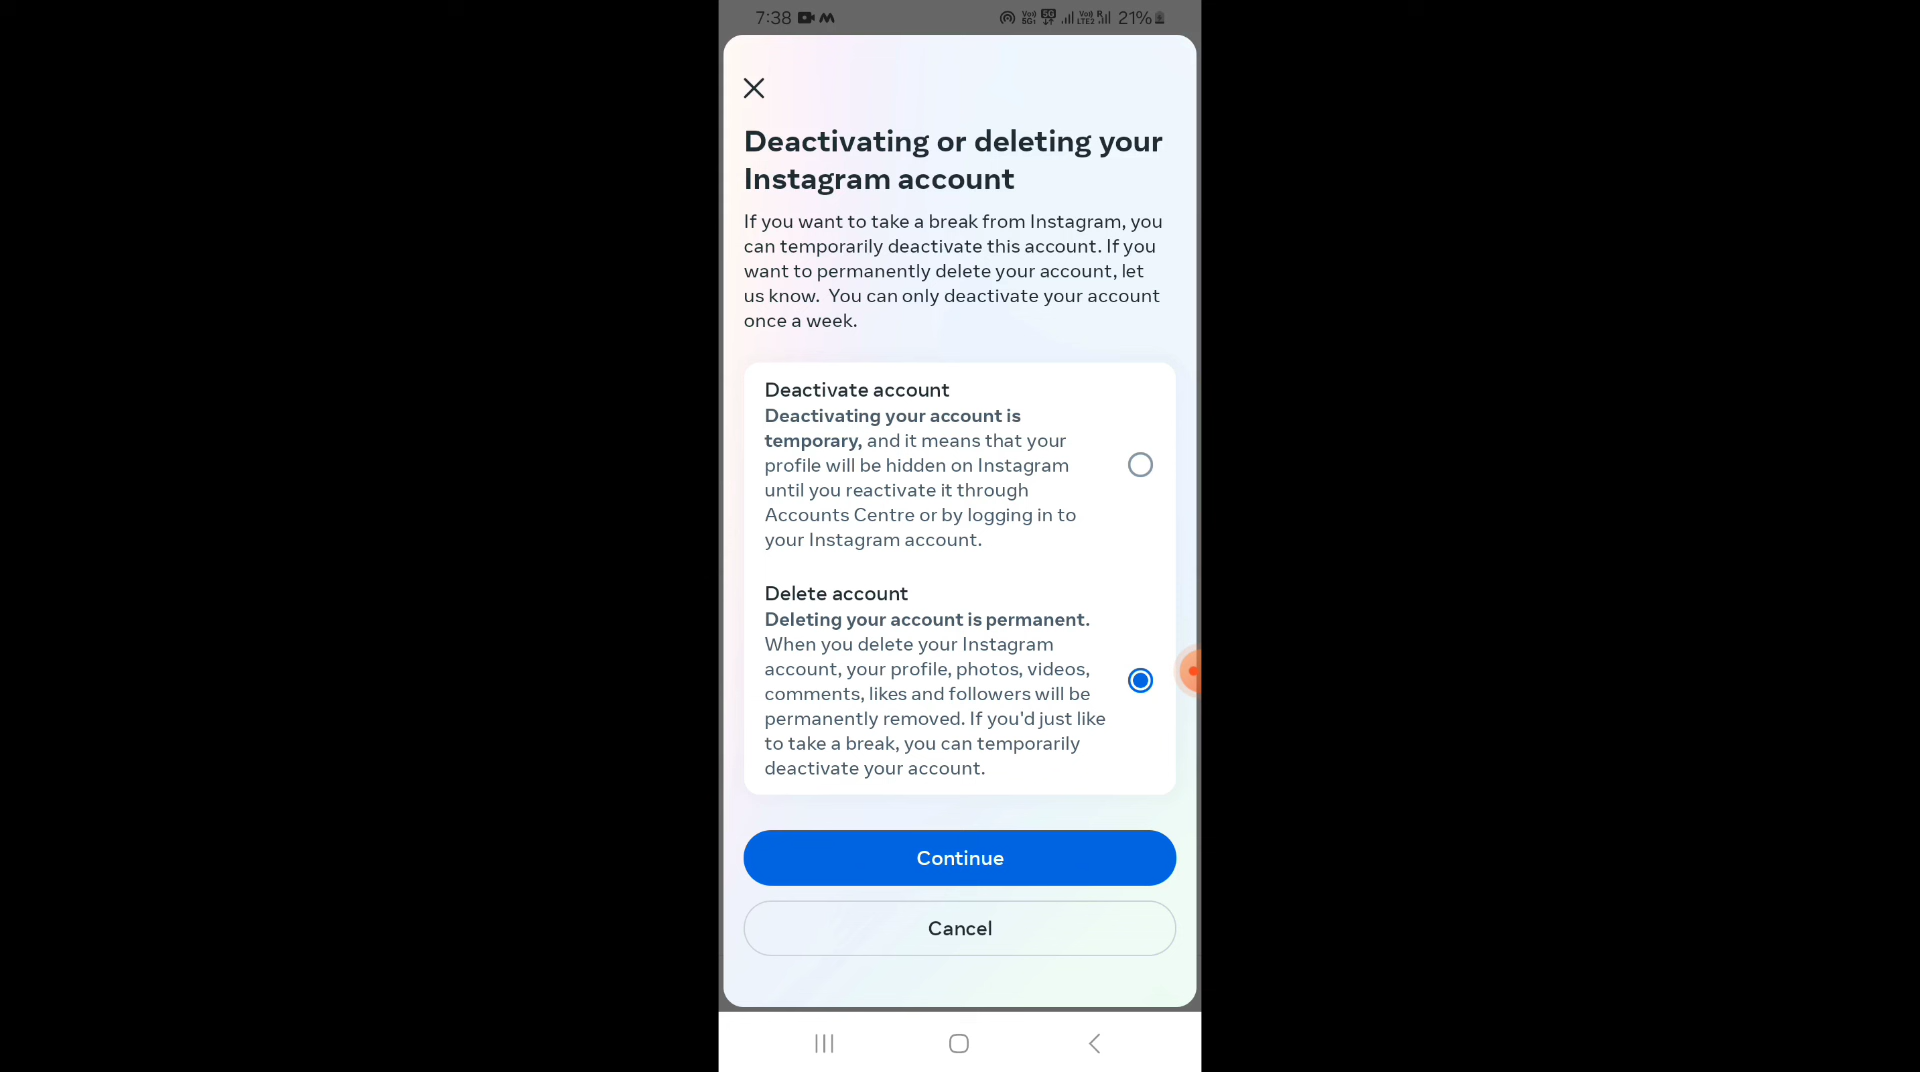 7:38
Vo)) 5G+ 5G Vo)) LTE2 R 21%
Deactivating or deleting your
Instagram account
If you want to take a break from Instagram, you
can temporarily deactivate this account. If you
want to permanently delete your account, let
us know. You can only deactivate your account
once a week.
Deactivate account
Deactivating your account is
temporary, and it means that your
profile will be hidden on Instagram
until you reactivate it through
Accounts Centre or by logging in to
your Instagram account.
Delete account
Deleting your account is permanent.
When you delete your Instagram
account, your profile, photos, videos,
comments, likes and followers will be
permanently removed. If you'd just like
to take a break, you can temporarily
deactivate your account.
Continue
Cancel